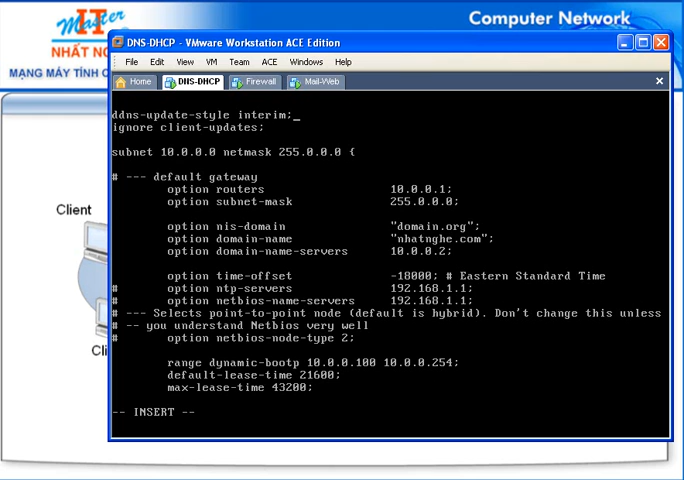 Master
IT
NHẤT NG
MẠNG MÁY TÍNH C
Computer Network
DNS-DHCP - VMware Workstation ACE Edition
File Edit View VM Team ACE Windows Help
Home DNS-DHCP Firewall Mail-Web
ddns-update-style interim;_
ignore client-updates;
subnet 10.0.0.0 netmask 255.0.0.0 {
# --- default gateway
option routers 10.0.0.1;
option subnet-mask 255.0.0.0;
option nis-domain "domain.org";
option domain-name "nhatnghe.com";
option domain-name-servers 10.0.0.2;
option time-offset -18000; # Eastern Standard Time
# option ntp-servers 192.168.1.1;
# option netbios-name-servers 192.168.1.1;
# --- Selects point-to-point node (default is hybrid). Don't change this unless
# -- you understand Netbios very well
# option netbios-node-type 2;
range dynamic-bootp 10.0.0.100 10.0.0.254;
default-lease-time 21600;
max-lease-time 43200;
-- INSERT --
Client
Cli